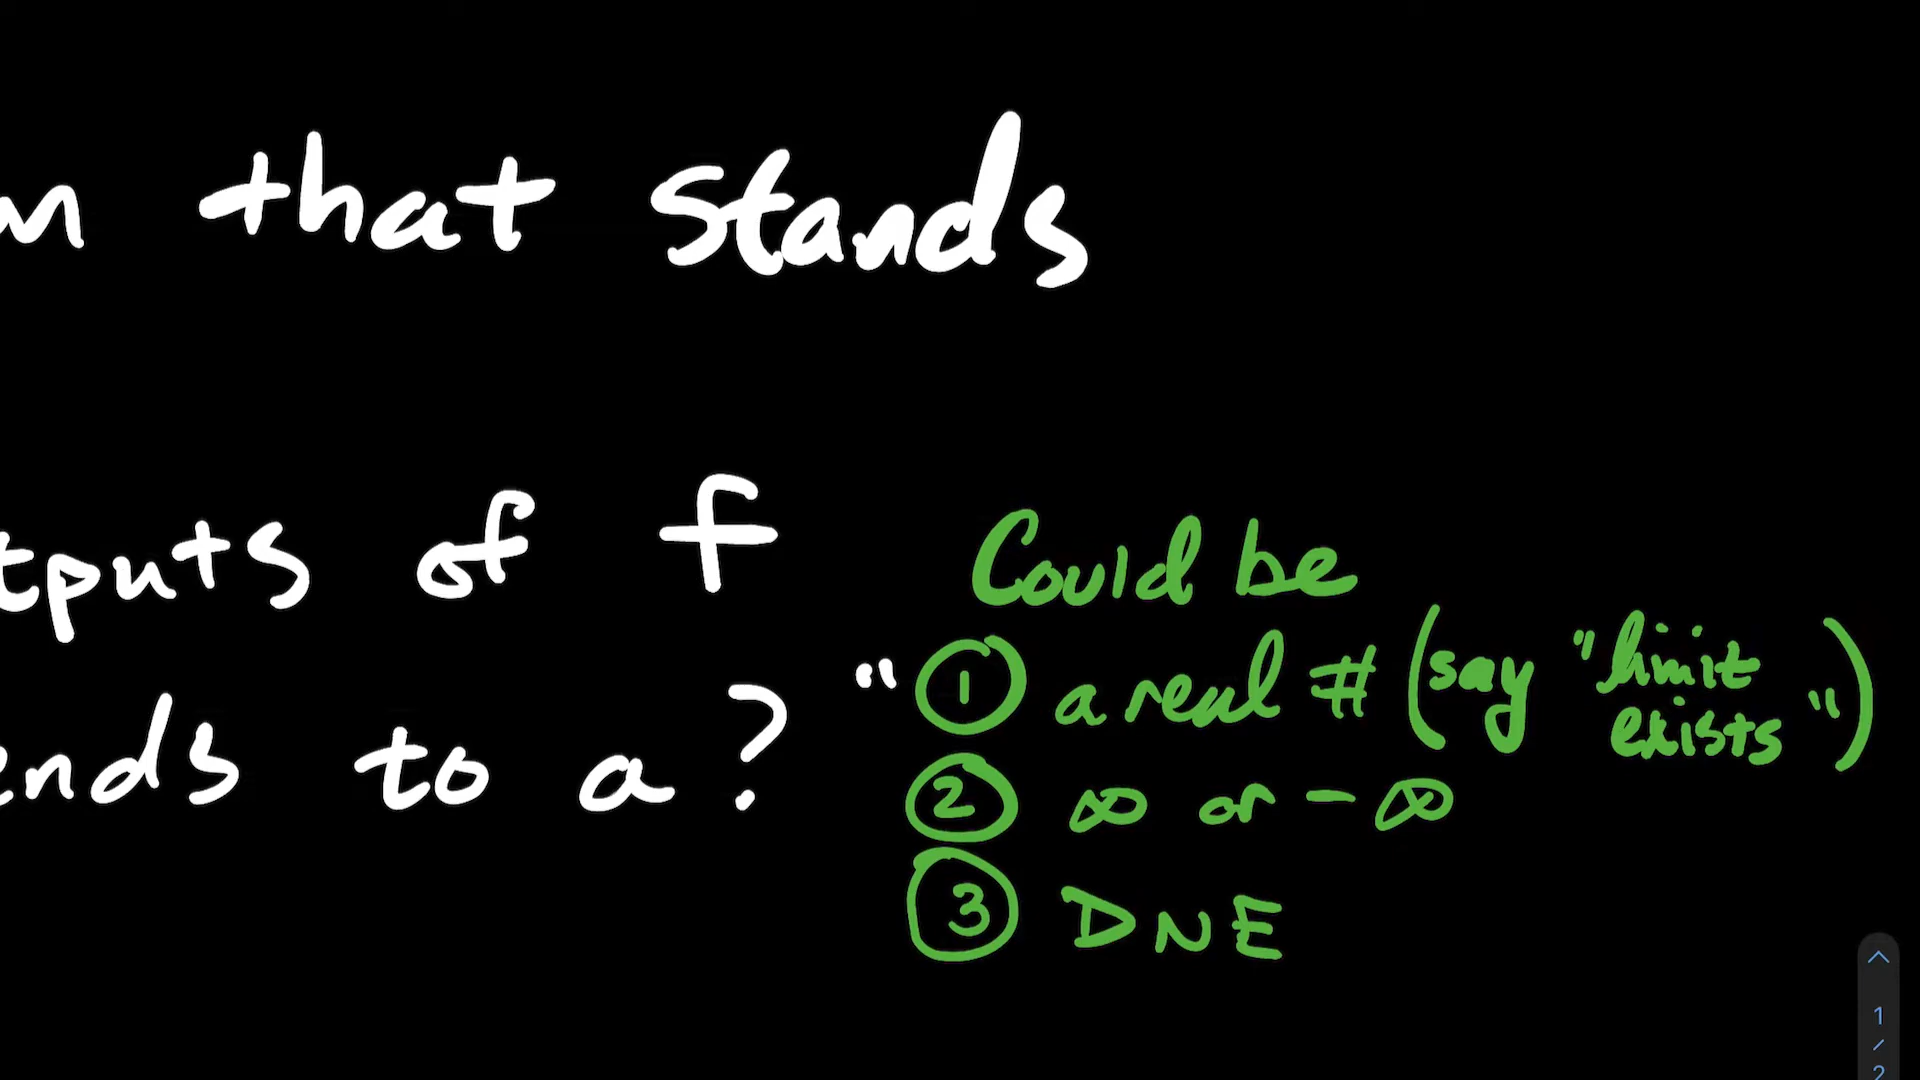 that stands
tputs of f
Could be
ends to a? "
① a real # (say "limit exists")
② ∞ or -∞
③ DNE
1
/
2